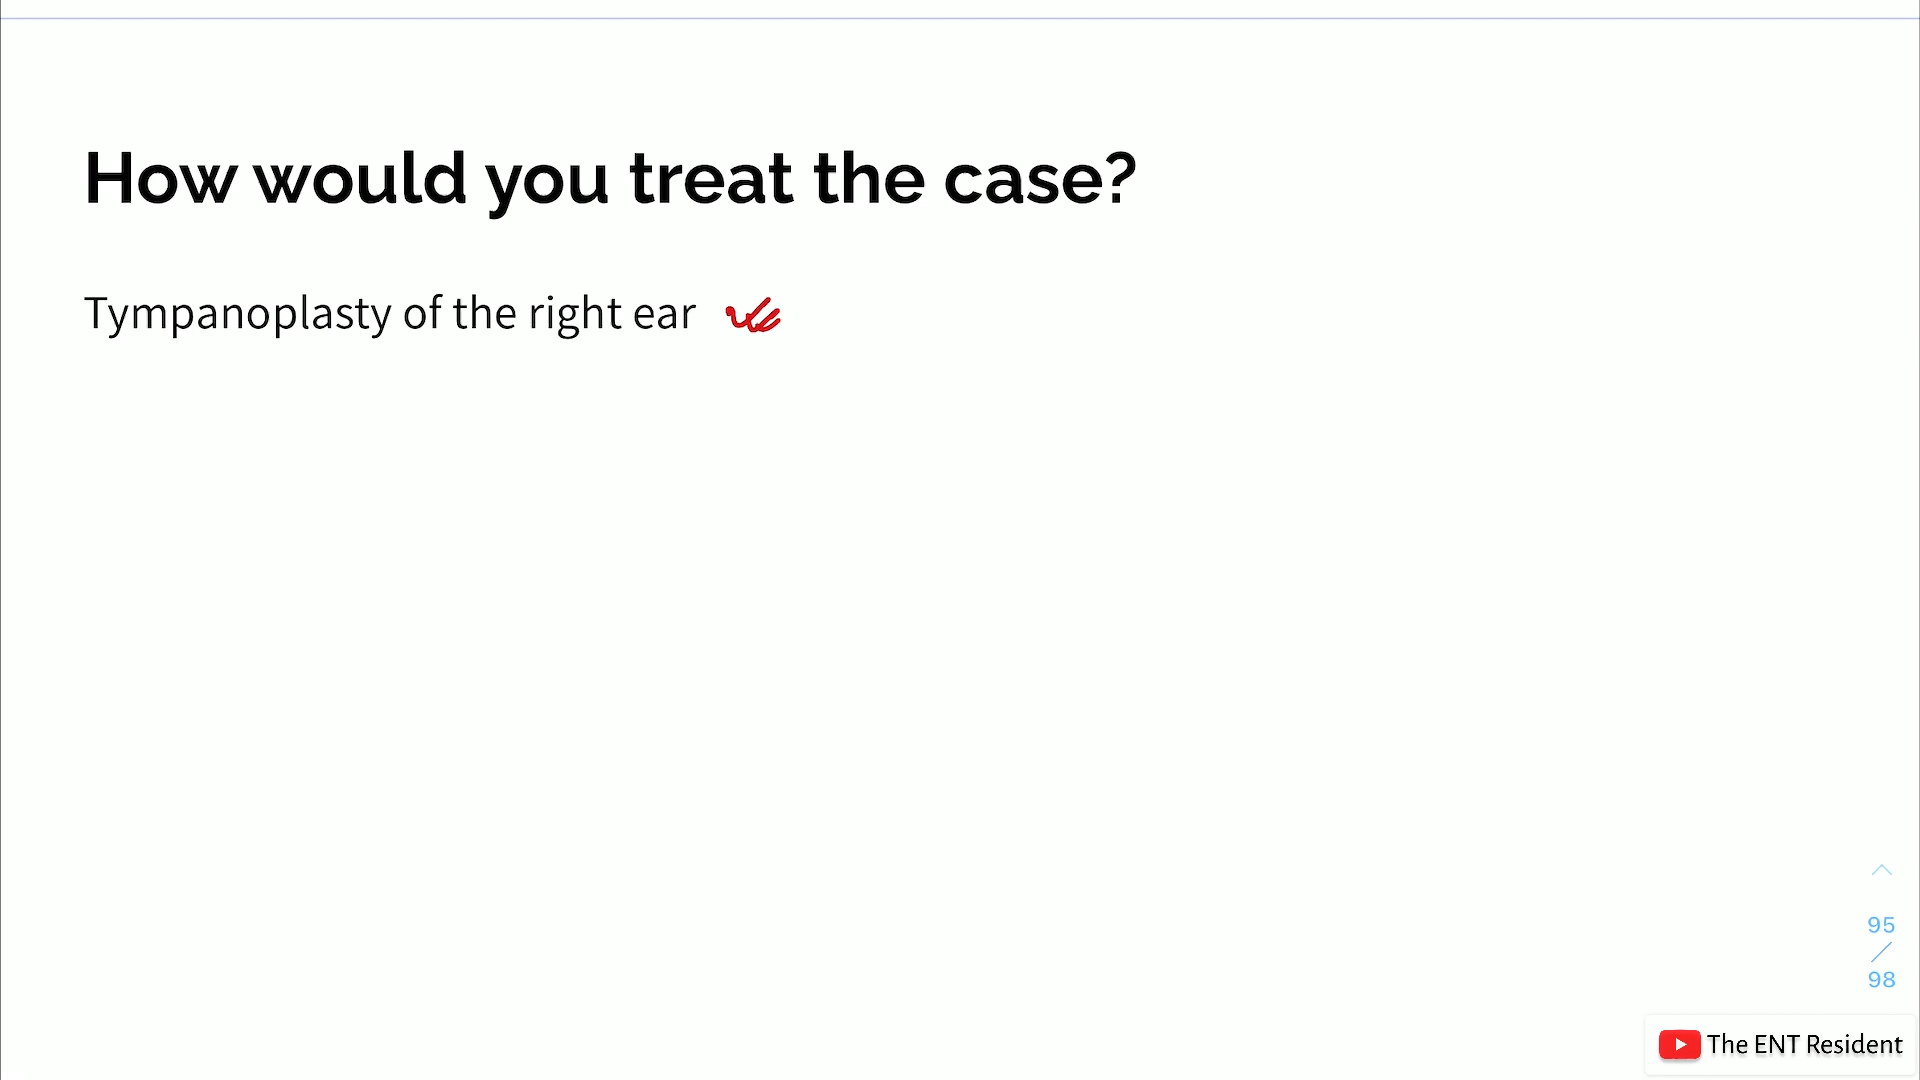 How would you treat the case?
Tympanoplasty of the right ear
95
/
98
The ENT Resident